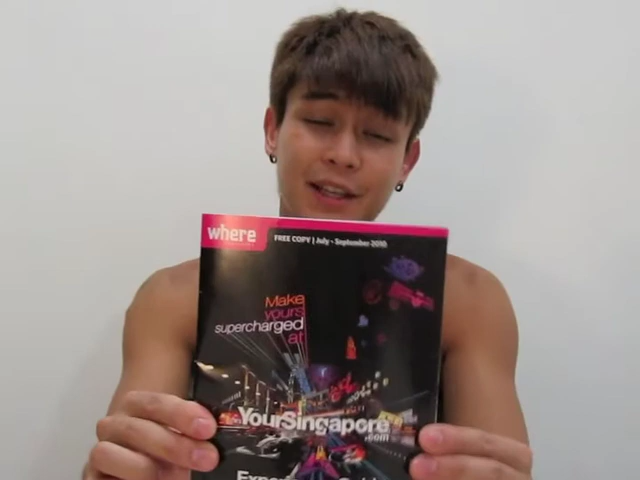 where
FREE COPY | July - September 2010
Make
yours
supercharged
at
YourSingapore
.com